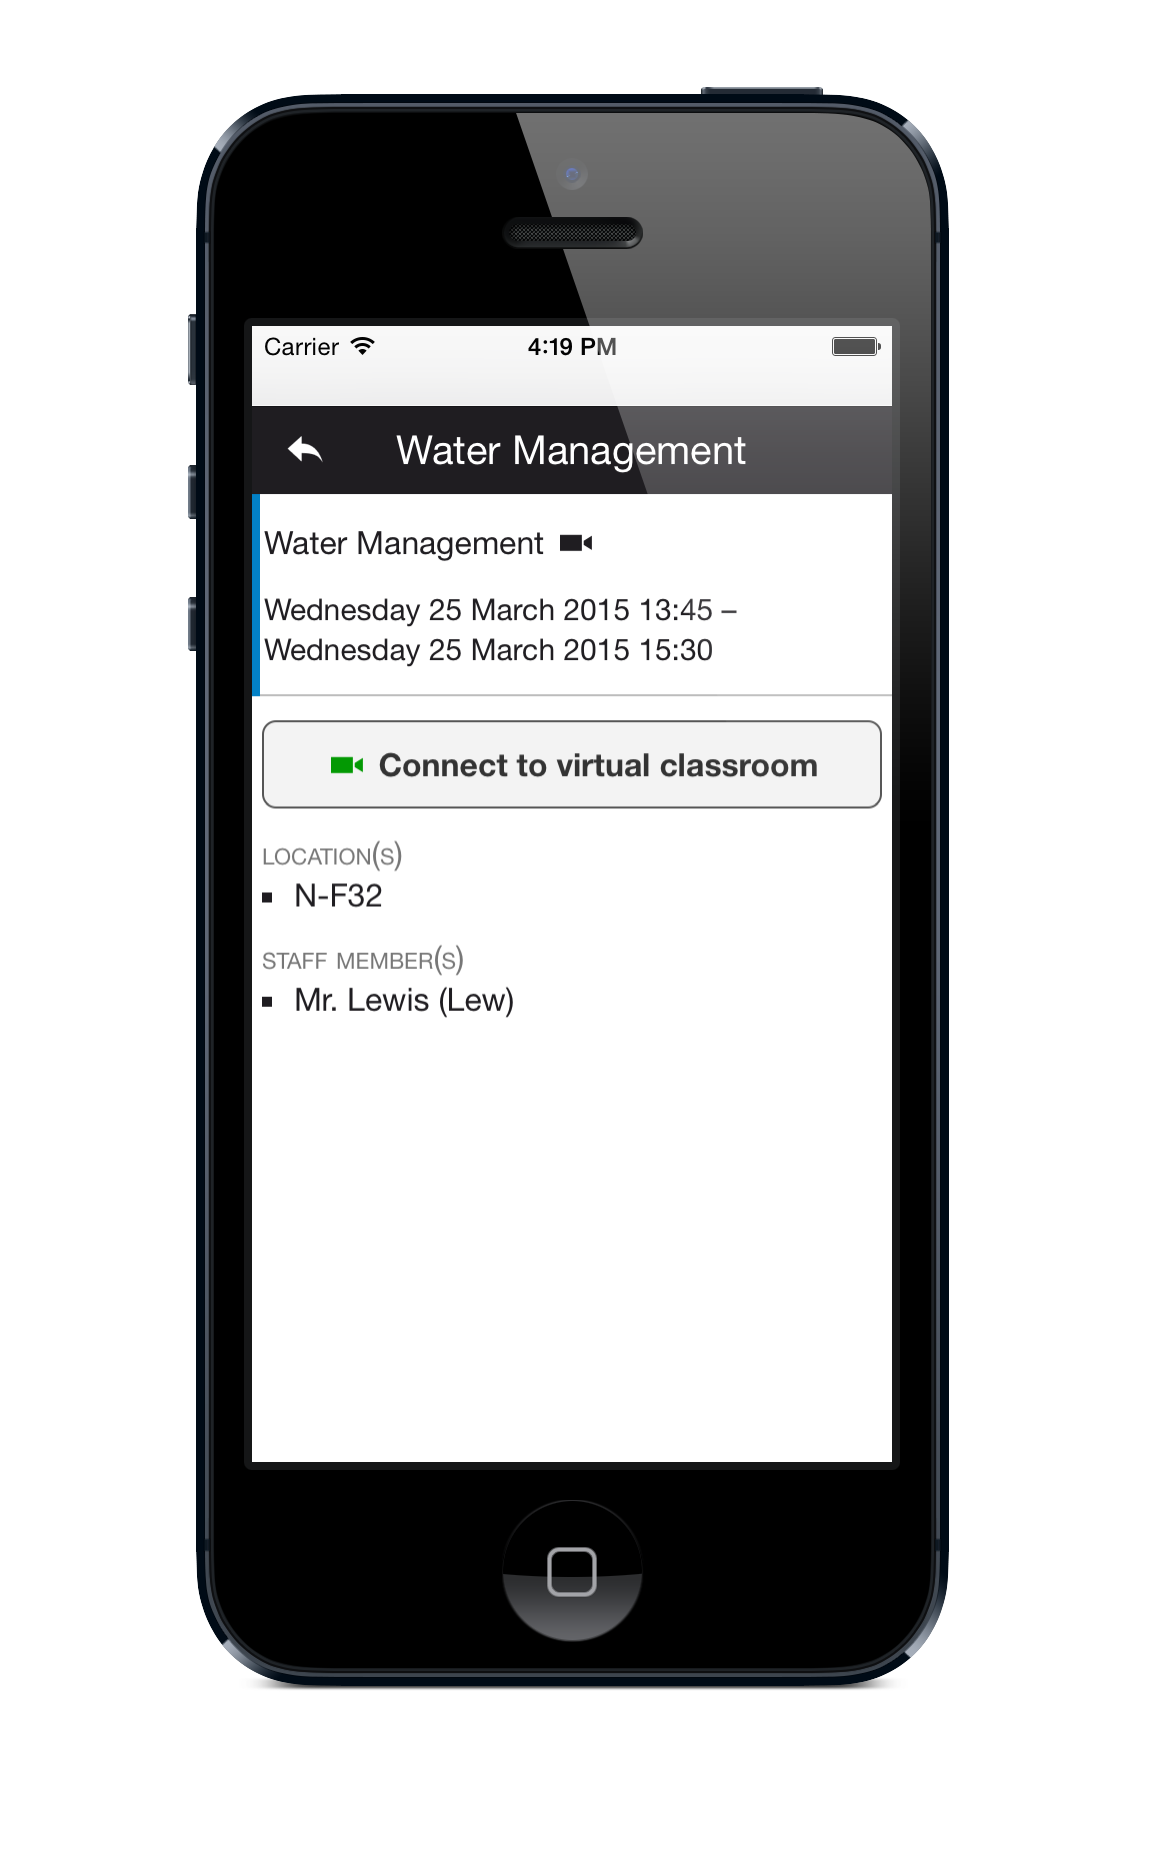 Carrier 4:19 PM
Water Management
Water Management
Wednesday 25 March 2015 13:45 –
Wednesday 25 March 2015 15:30
Connect to virtual classroom
LOCATION(S)
▪ N-F32
STAFF MEMBER(S)
▪ Mr. Lewis (Lew)